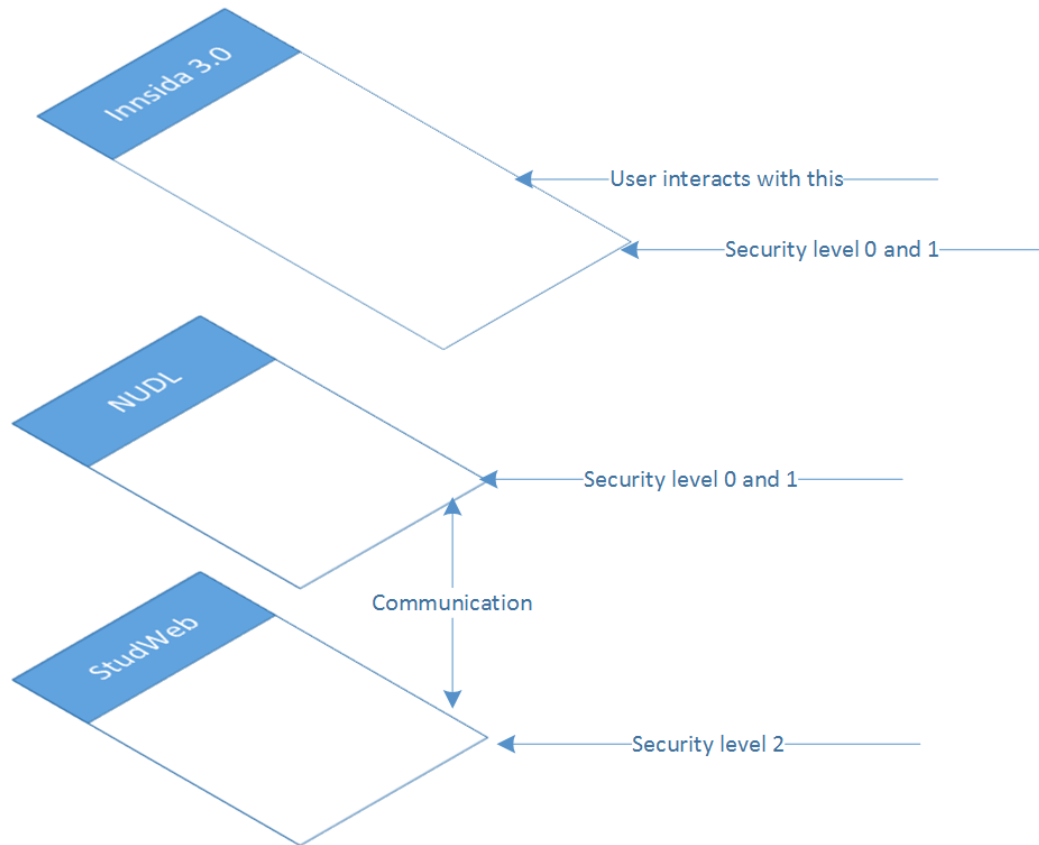 Innsida 3.0
User interacts with this
Security level 0 and 1
NUDL
Security level 0 and 1
Communication
StudWeb
Security level 2